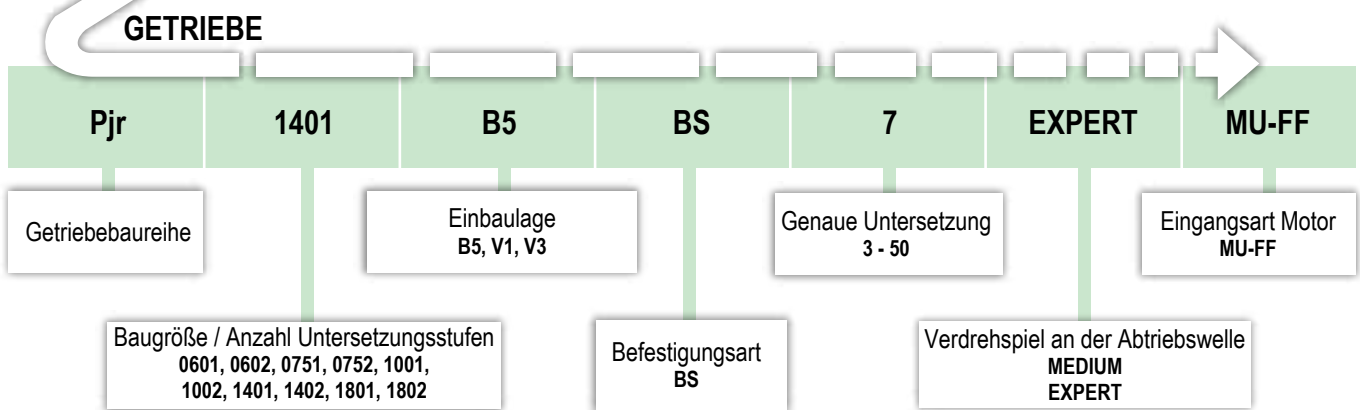 GETRIEBE
Pjr 1401 B5 BS 7 EXPERT MU-FF
Getriebebaureihe
Einbaulage
B5, V1, V3
Genaue Untersetzung
3 - 50
Eingangsart Motor
MU-FF
Baugröße / Anzahl Untersetzungsstufen
0601, 0602, 0751, 0752, 1001,
1002, 1401, 1402, 1801, 1802
Befestigungsart
BS
Verdrehspiel an der Abtriebswelle
MEDIUM
EXPERT